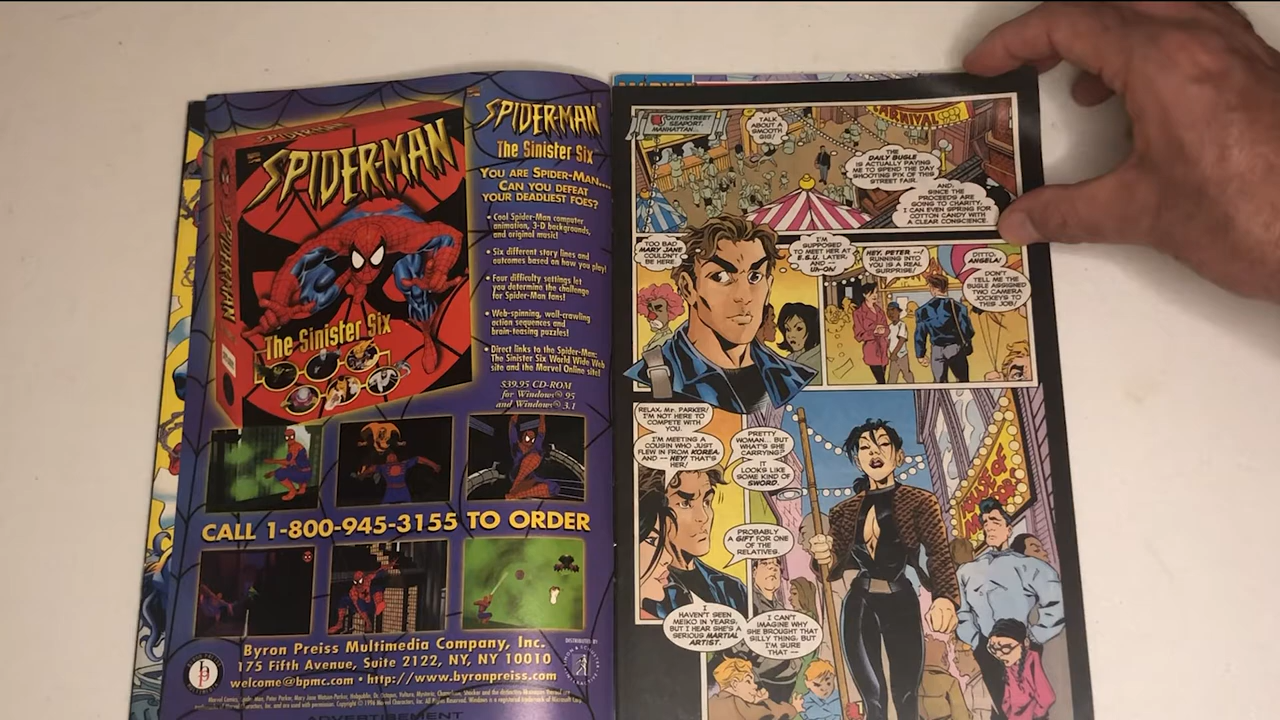 SPIDER-MAN
SPIDER-MAN
The Sinister Six
SPIDER-MAN
The Sinister Six
YOU ARE SPIDER-MAN....
CAN YOU DEFEAT
YOUR DEADLIEST FOES?
• Cool Spider-Man computer
animation, 3-D backgrounds,
and original music!
• Six different story lines and
outcomes based on how you play!
• Four difficulty settings let
you determine the challenge
for Spider-Man fans!
• Web-spinning, wall-crawling
action sequences and
brain-teasing puzzles!
• Direct links to the Spider-Man:
The Sinister Six World Wide Web
site and the Marvel Online site!
$39.95 CD-ROM
for Windows® 95
and Windows® 3.1
CALL 1-800-945-3155 TO ORDER
Byron Preiss Multimedia Company, Inc.
175 Fifth Avenue, Suite 2122, NY, NY 10010
welcome@bpmc.com • http://www.byronpreiss.com
DISTRIBUTED BY
ADVERTISEMENT
SOUTHSTREET
SEAPORT,
MANHATTAN...
TALK
ABOUT A
SMOOTH
GIG!
CARNIVAL
THE
DAILY BUGLE
IS ACTUALLY PAYING
ME TO SPEND THE DAY
SHOOTING PIX OF THIS
STREET FAIR.
AND,
SINCE THE
PROCEEDS ARE
GOING TO CHARITY,
I CAN EVEN SPRING FOR
COTTON CANDY WITH
A CLEAR CONSCIENCE.
TOO BAD
MARY JANE
COULDN'T
BE HERE.
I'M
SUPPOSED
TO MEET HER AT
E.S.U. LATER,
AND --
UH-OH!
HEY, PETER --!
RUNNING INTO
YOU IS A REAL
SURPRISE!
DITTO,
ANGELA!
DON'T
TELL ME THE
BUGLE ASSIGNED
TWO CAMERA
JOCKEYS TO
THIS JOB!
RELAX, Mr. PARKER!
I'M NOT HERE TO
COMPETE WITH
YOU.
I'M MEETING A
COUSIN WHO JUST
FLEW IN FROM KOREA,
AND -- HEY! THAT'S
HER!
PRETTY
WOMAN... BUT
WHAT'S SHE
CARRYING?
IT
LOOKS LIKE
SOME KIND OF
SWORD.
PROBABLY
A GIFT FOR ONE
OF THE
RELATIVES.
HOUSE OF
I
HAVEN'T SEEN
MEIKO IN YEARS,
BUT I HEAR SHE'S A
SERIOUS MARTIAL
ARTIST.
I CAN'T
IMAGINE WHY
SHE BROUGHT THAT
SILLY THING, BUT
I'M SURE
THAT --